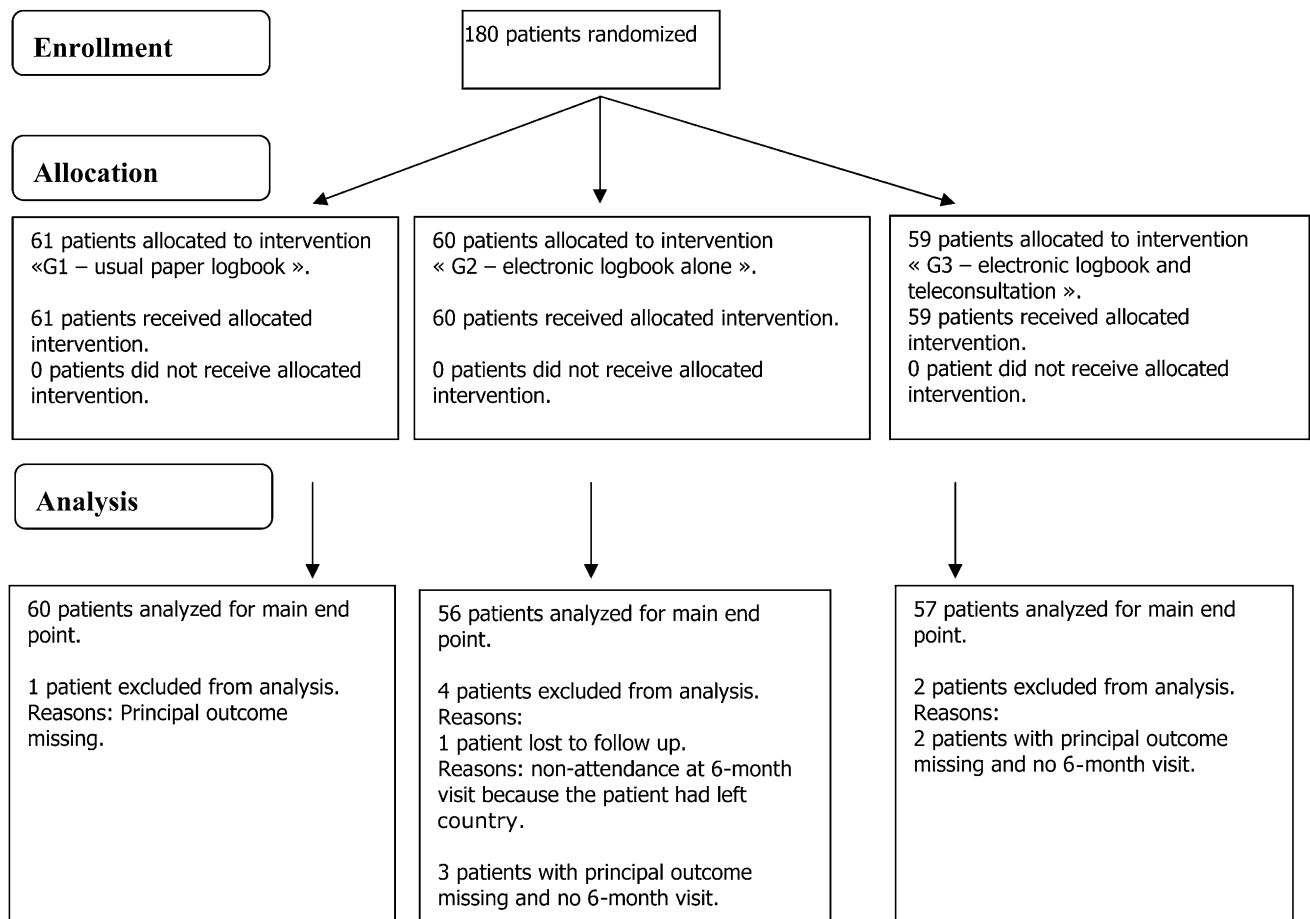 Enrollment
180 patients randomized
Allocation
61 patients allocated to intervention
«G1 – usual paper logbook ».
61 patients received allocated
intervention.
0 patients did not receive allocated
intervention.
60 patients allocated to intervention
« G2 – electronic logbook alone ».
60 patients received allocated intervention.
0 patients did not receive allocated
intervention.
59 patients allocated to intervention
« G3 – electronic logbook and
teleconsultation ».
59 patients received allocated
intervention.
0 patient did not receive allocated
intervention.
Analysis
60 patients analyzed for main end
point.
1 patient excluded from analysis.
Reasons: Principal outcome
missing.
56 patients analyzed for main end
point.
4 patients excluded from analysis.
Reasons:
1 patient lost to follow up.
Reasons: non-attendance at 6-month
visit because the patient had left
country.
3 patients with principal outcome
missing and no 6-month visit.
57 patients analyzed for main end
point.
2 patients excluded from analysis.
Reasons:
2 patients with principal outcome
missing and no 6-month visit.